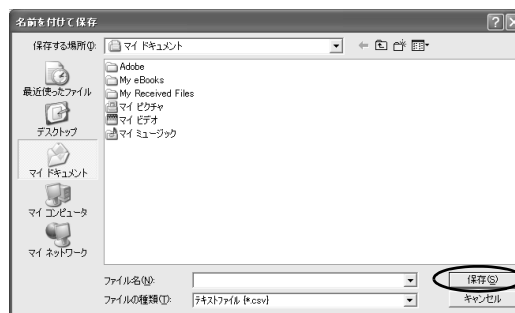 名前を付けて保存
保存する場所(I):
マイ ドキュメント
最近使ったファイル
デスクトップ
マイ ドキュメント
マイ コンピュータ
マイ ネットワーク
Adobe
My eBooks
My Received Files
マイ ピクチャ
マイ ビデオ
マイ ミュージック
ファイル名(N):
保存(S)
ファイルの種類(T):
テキストファイル (*.csv)
キャンセル